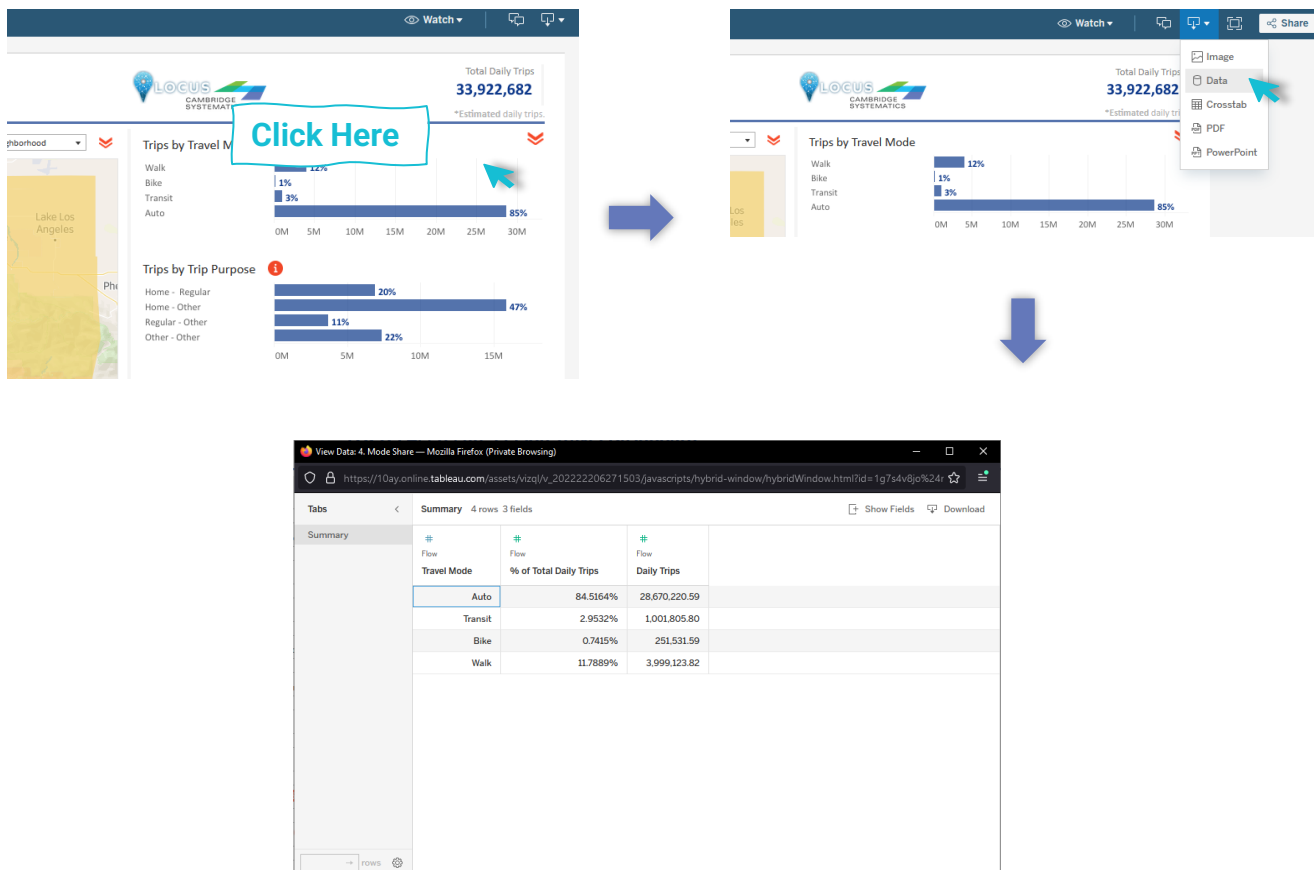 Watch
Total Daily Trips
33,922,682
*Estimated daily trips.
LOCUS
CAMBRIDGE
SYSTEMAT
Click Here
ghborhood
Trips by Travel M
Walk
12%
Bike
1%
Transit
3%
Auto
85%
0M 5M 10M 15M 20M 25M 30M
Lake Los
Angeles
Phe
Trips by Trip Purpose
i
Home - Regular
20%
Home - Other
47%
Regular - Other
11%
Other - Other
22%
0M 5M 10M 15M
Watch
Share
Image
Data
Crosstab
PDF
PowerPoint
LOCUS
CAMBRIDGE
SYSTEMATICS
Total Daily Trips
33,922,682
*Estimated daily tri
Trips by Travel Mode
Walk
12%
Bike
1%
Transit
3%
Auto
85%
0M 5M 10M 15M 20M 25M 30M
Los
les
View Data: 4. Mode Share — Mozilla Firefox (Private Browsing)
https://10ay.online.tableau.com/assets/vizql/v_202222206271503/javascripts/hybrid-window/hybridWindow.html?id=1g7s4v8jo%24r
Tabs
Summary 4 rows 3 fields
Show Fields Download
Summary
Flow Flow Flow
Travel Mode % of Total Daily Trips Daily Trips
Auto 84.5164% 28,670,220.59
Transit 2.9532% 1,001,805.80
Bike 0.7415% 251,531.59
Walk 11.7889% 3,999,123.82
→ rows